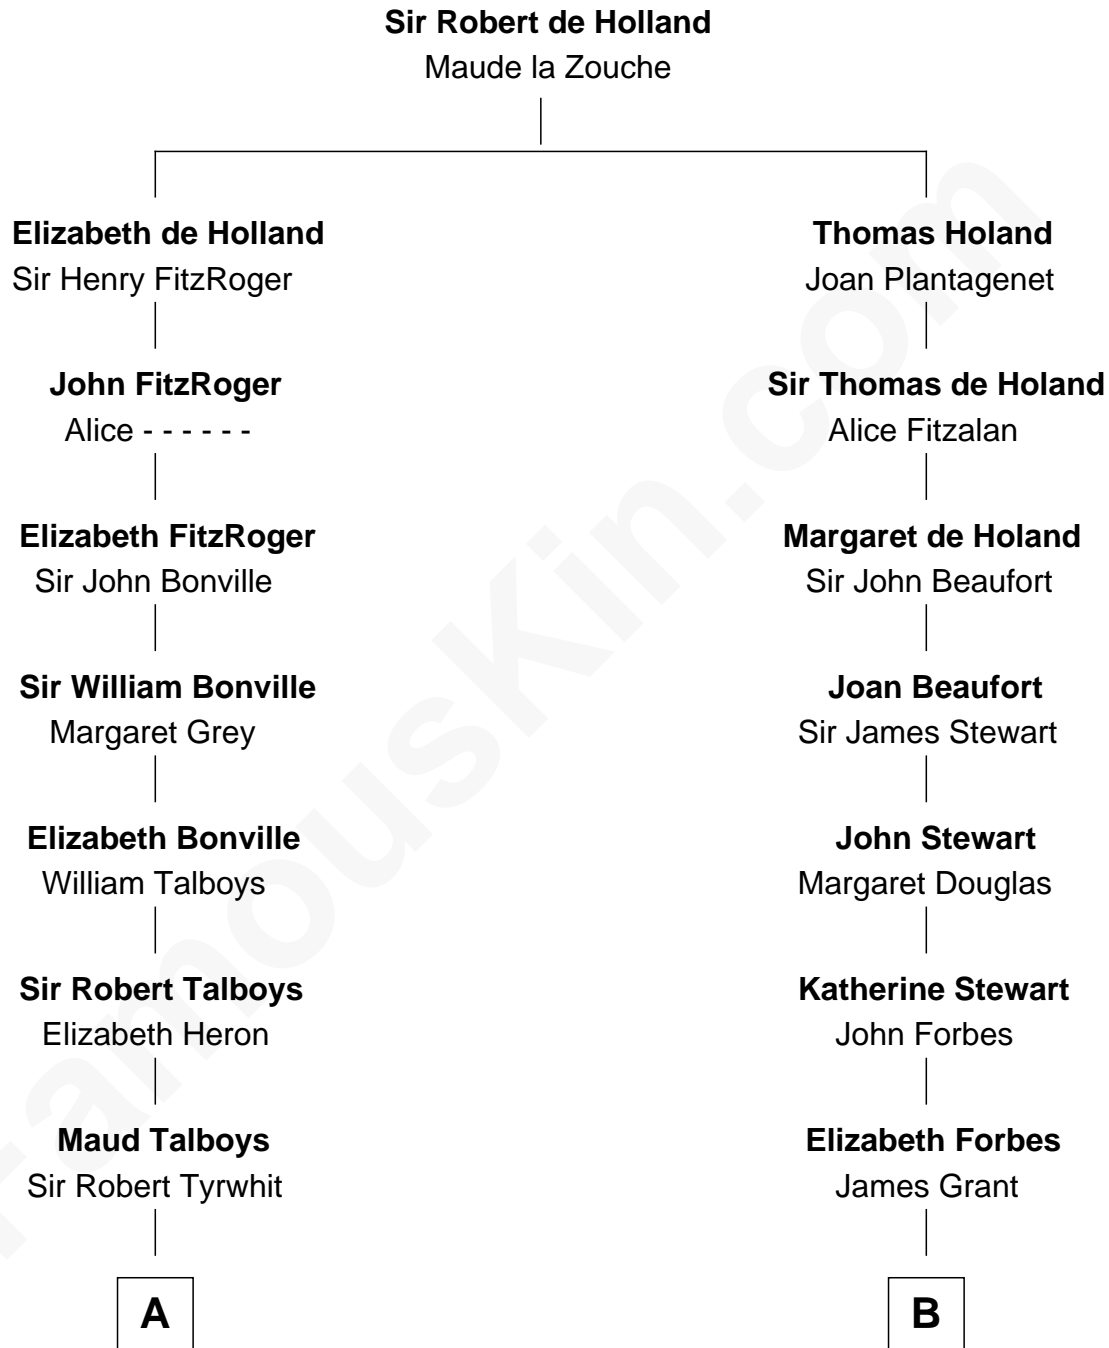 Sir Robert de Holland
Maude la Zouche
Elizabeth de Holland
Sir Henry FitzRoger
Thomas Holand
Joan Plantagenet
John FitzRoger
Alice - - - - - -
Sir Thomas de Holand
Alice Fitzalan
Elizabeth FitzRoger
Sir John Bonville
Margaret de Holand
Sir John Beaufort
Sir William Bonville
Margaret Grey
Joan Beaufort
Sir James Stewart
Elizabeth Bonville
William Talboys
John Stewart
Margaret Douglas
Sir Robert Talboys
Elizabeth Heron
Katherine Stewart
John Forbes
Maud Talboys
Sir Robert Tyrwhit
Elizabeth Forbes
James Grant
A
B
FamousKin.com